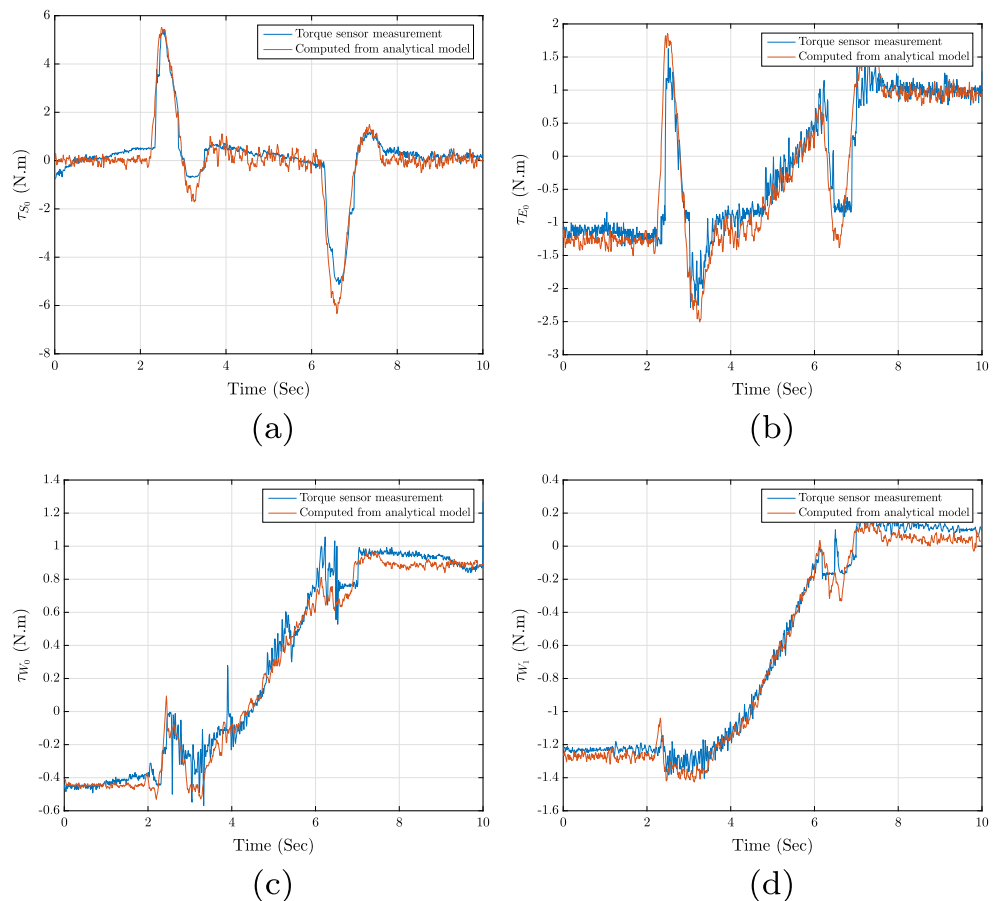 Torque sensor measurement
Computed from analytical model
6
4
2
0
-2
-4
-6
-8
τS0 (N.m)
0 2 4 6 8 10
Time (Sec)
(a)
Torque sensor measurement
Computed from analytical model
2
1.5
1
0.5
0
-0.5
-1
-1.5
-2
-2.5
-3
τE0 (N.m)
0 2 4 6 8 10
Time (Sec)
(b)
Torque sensor measurement
Computed from analytical model
1.4
1.2
1
0.8
0.6
0.4
0.2
0
-0.2
-0.4
-0.6
τW0 (N.m)
0 2 4 6 8 10
Time (Sec)
(c)
Torque sensor measurement
Computed from analytical model
0.4
0.2
0
-0.2
-0.4
-0.6
-0.8
-1
-1.2
-1.4
-1.6
τW1 (N.m)
0 2 4 6 8 10
Time (Sec)
(d)